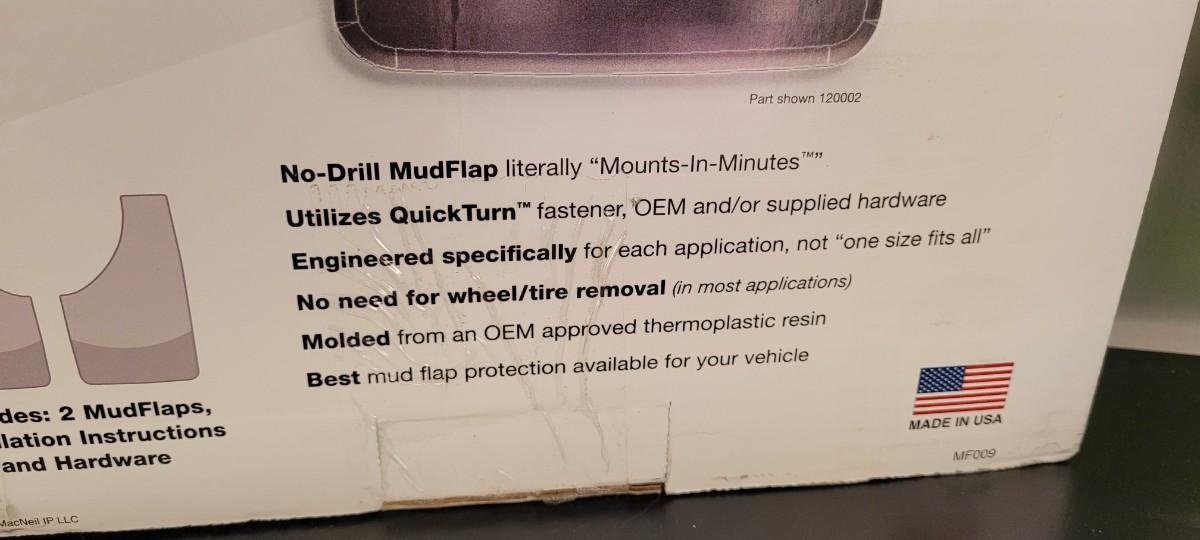 Part shown 120002
No-Drill MudFlap literally “Mounts-In-Minutes™”
Utilizes QuickTurn™ fastener, OEM and/or supplied hardware
Engineered specifically for each application, not “one size fits all”
No need for wheel/tire removal (in most applications)
Molded from an OEM approved thermoplastic resin
Best mud flap protection available for your vehicle
des: 2 MudFlaps,
lation Instructions
and Hardware
MADE IN USA
MF009
MacNeil IP LLC